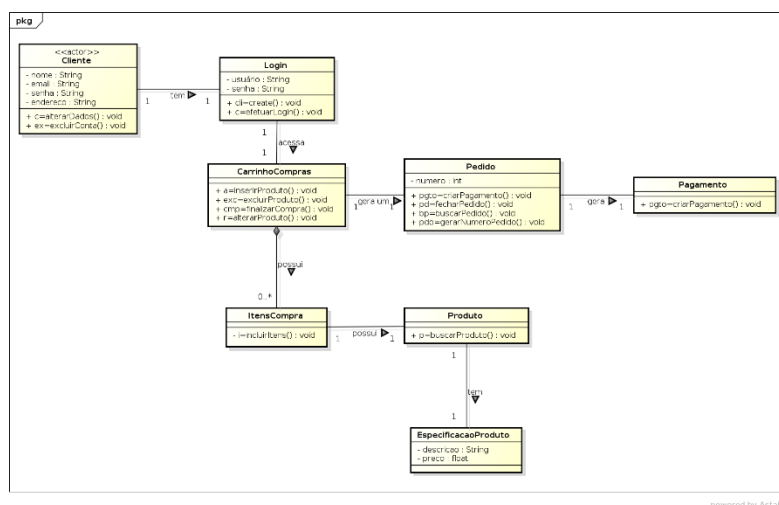 pkg
<<actor>>
Cliente
- nome : String
- email : String
- senha : String
- endereco : String
+ c=alterarDados() : void
+ ex=excluirConta() : void
1
tem
1
Login
- usuário : String
- senha : String
+ cli=create() : void
+ c=efetuarLogin() : void
1
acessa
1
CarrinhoCompras
+ a=inserirProduto() : void
+ exc=excluirProduto() : void
+ cmp=finalizarCompra() : void
+ r=alterarProduto() : void
1
gera um
1
Pedido
- numero : int
+ pgto=criarPagamento() : void
+ pd=fecharPedido() : void
+ bp=buscarPedido() : void
+ pdo=gerarNumeroPedido() : void
1
gera
1
Pagamento
+ pgto=criarPagamento() : void
possui
0..*
ItensCompra
- i=incluirItens() : void
1
possui
1
Produto
+ p=buscarProduto() : void
1
tem
1
EspecificacaoProduto
- descricao : String
- preco : float
powered by Astah